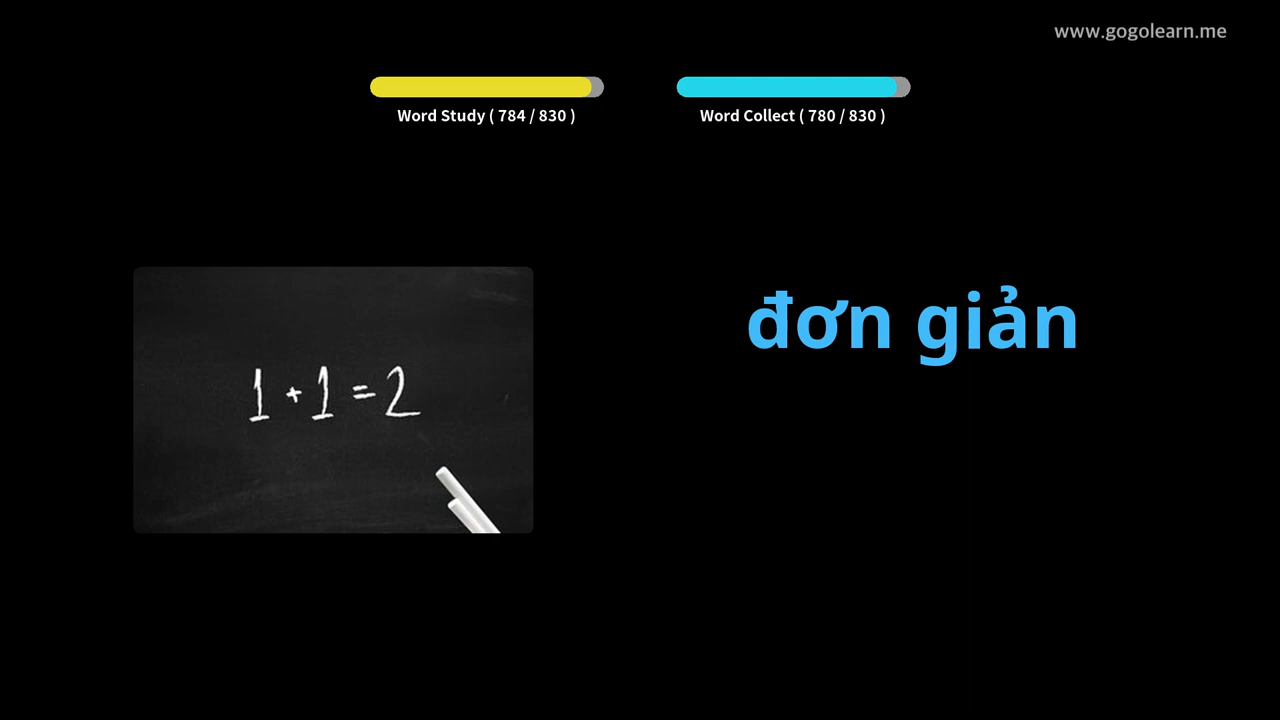 www.gogolearn.me
Word Study ( 784 / 830 )
Word Collect ( 780 / 830 )
đơn giản
1 + 1 = 2